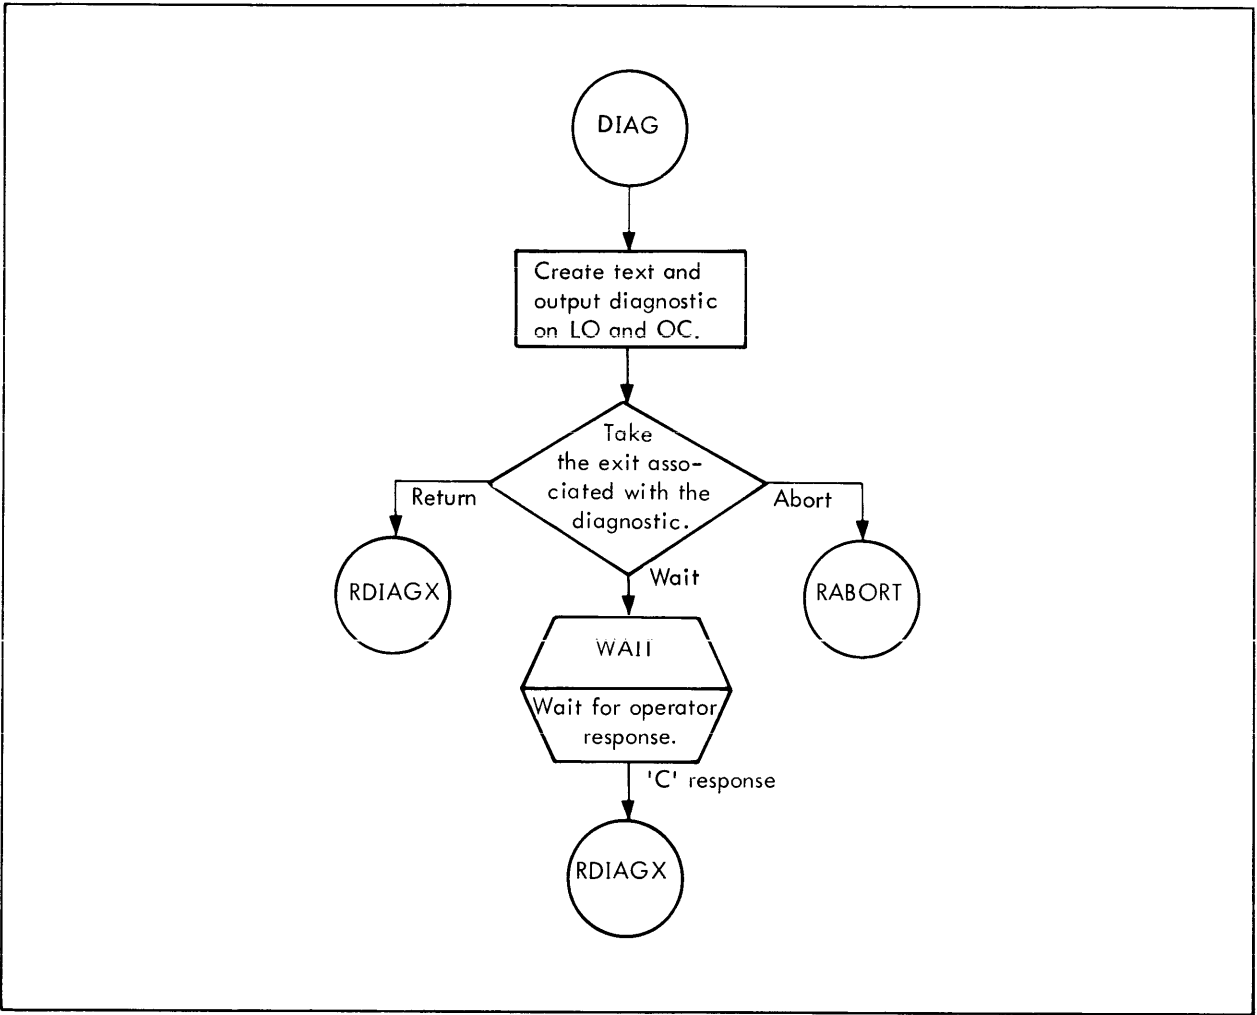 DIAG
Create text and
output diagnostic
on LO and OC.
Take
the exit asso-
ciated with the
diagnostic.
Return
Abort
Wait
RDIAGX
RABORT
WAIT
Wait for operator
response.
'C' response
RDIAGX